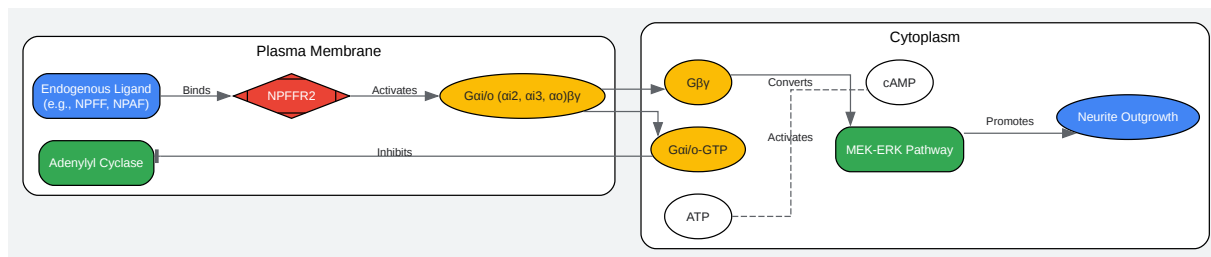 Plasma Membrane
Endogenous Ligand
(e.g., NPFF, NPAF)
Binds
NPFFR2
Activates
Gαi/o (αi2, αi3, αo)βγ
Adenylyl Cyclase
Inhibits
Cytoplasm
Gβγ
Converts
cAMP
Activates
Gαi/o-GTP
MEK-ERK Pathway
Promotes
Neurite Outgrowth
ATP